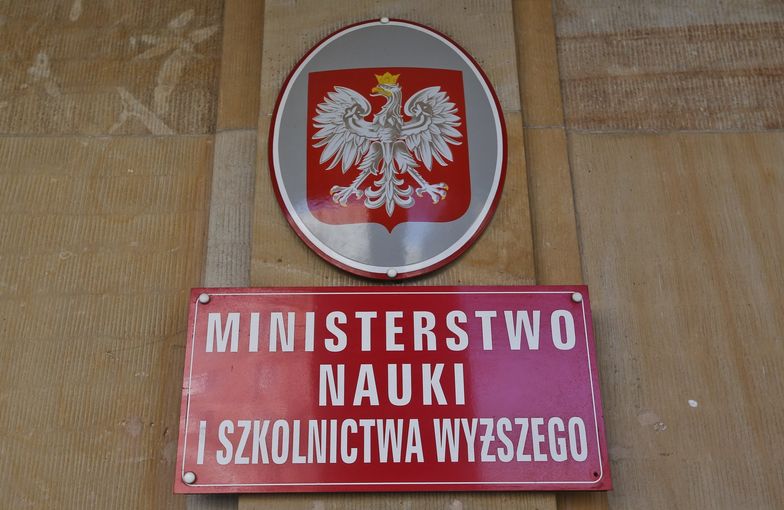 MINISTERSTWO
NAUKI
I SZKOLNICTWA WYŻSZEGO